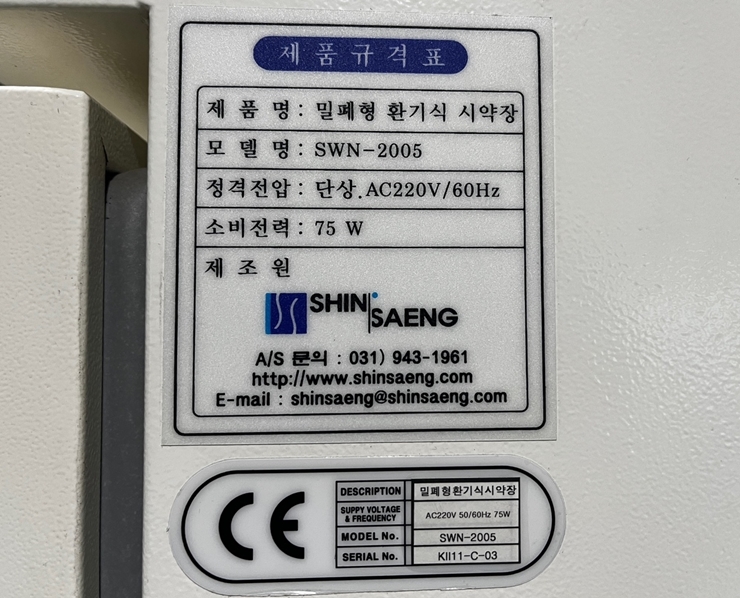 제품규격표
제 품 명 : 밀폐형 환기식 시약장
모 델 명 : SWN-2005
정격전압 : 단상. AC220V/60Hz
소비전력 : 75 W
제 조 원
SHIN SAENG
A/S 문의 : 031) 943-1961
http://www.shinsaeng.com
E-mail : shinsaeng@shinsaeng.com
CE
DESCRIPTION 밀폐형환기식시약장
SUPPY VOLTAGE & FREQUENCY AC220V 50/60Hz 75W
MODEL No. SWN-2005
SERIAL No. KII11-C-03